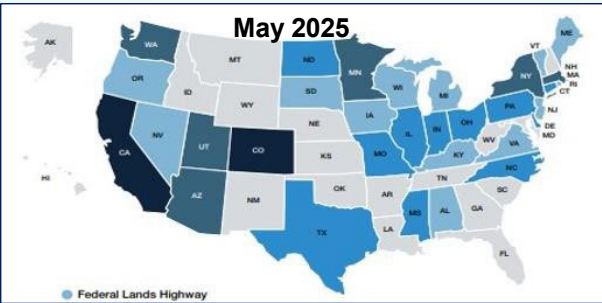 May 2025
AK
WA
MT
ND
MN
VT
ME
NH
MA
RI
CT
OR
ID
WY
SD
WI
MI
NY
NJ
PA
DE
MD
NV
UT
CO
NE
IA
IL
IN
OH
WV
VA
CA
AZ
NM
KS
MO
KY
NC
TN
SC
HI
OK
AR
MS
AL
GA
LA
TX
FL
Federal Lands Highway